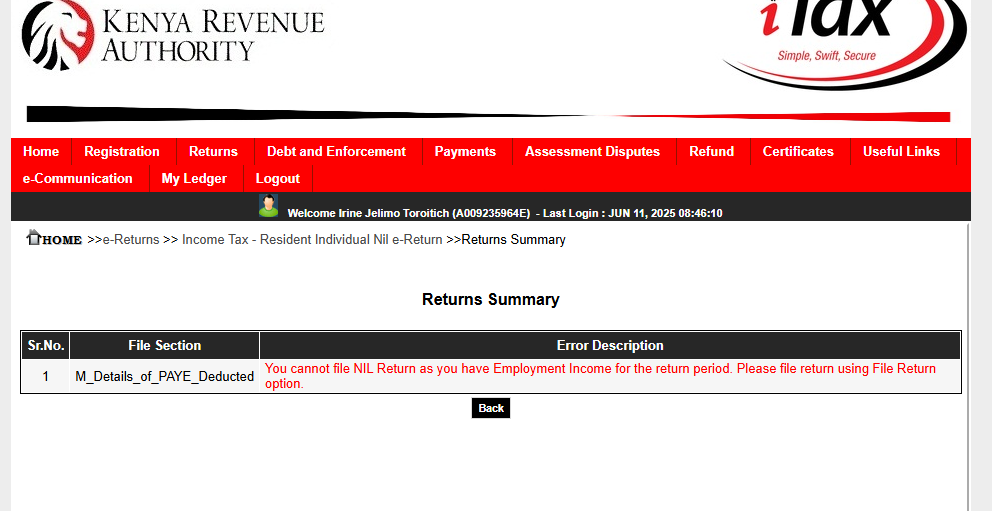 KENYA REVENUE
AUTHORITY
iTax
Simple, Swift, Secure
Home Registration Returns Debt and Enforcement Payments Assessment Disputes Refund Certificates Useful Links
e-Communication My Ledger Logout
Welcome Irine Jelimo Toroitich (A009235964E) - Last Login : JUN 11, 2025 08:46:10
HOME >>e-Returns >> Income Tax - Resident Individual Nil e-Return >>Returns Summary
Returns Summary
Sr.No. File Section Error Description
1 M_Details_of_PAYE_Deducted You cannot file NIL Return as you have Employment Income for the return period. Please file return using File Return
option.
Back